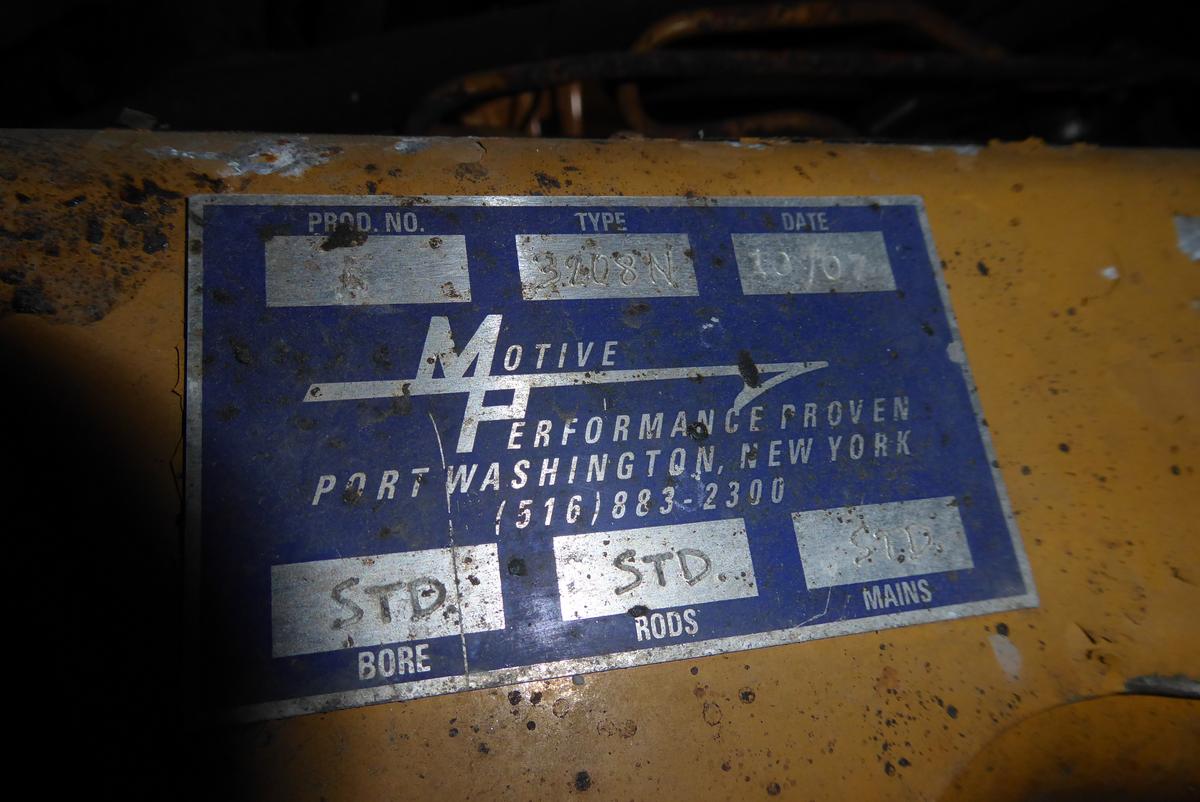 PROD. NO. TYPE DATE
3208N 10/07
MOTIVE
PERFORMANCE PROVEN
PORT WASHINGTON, NEW YORK
(516)883-2300
STD. STD. STD.
BORE RODS MAINS